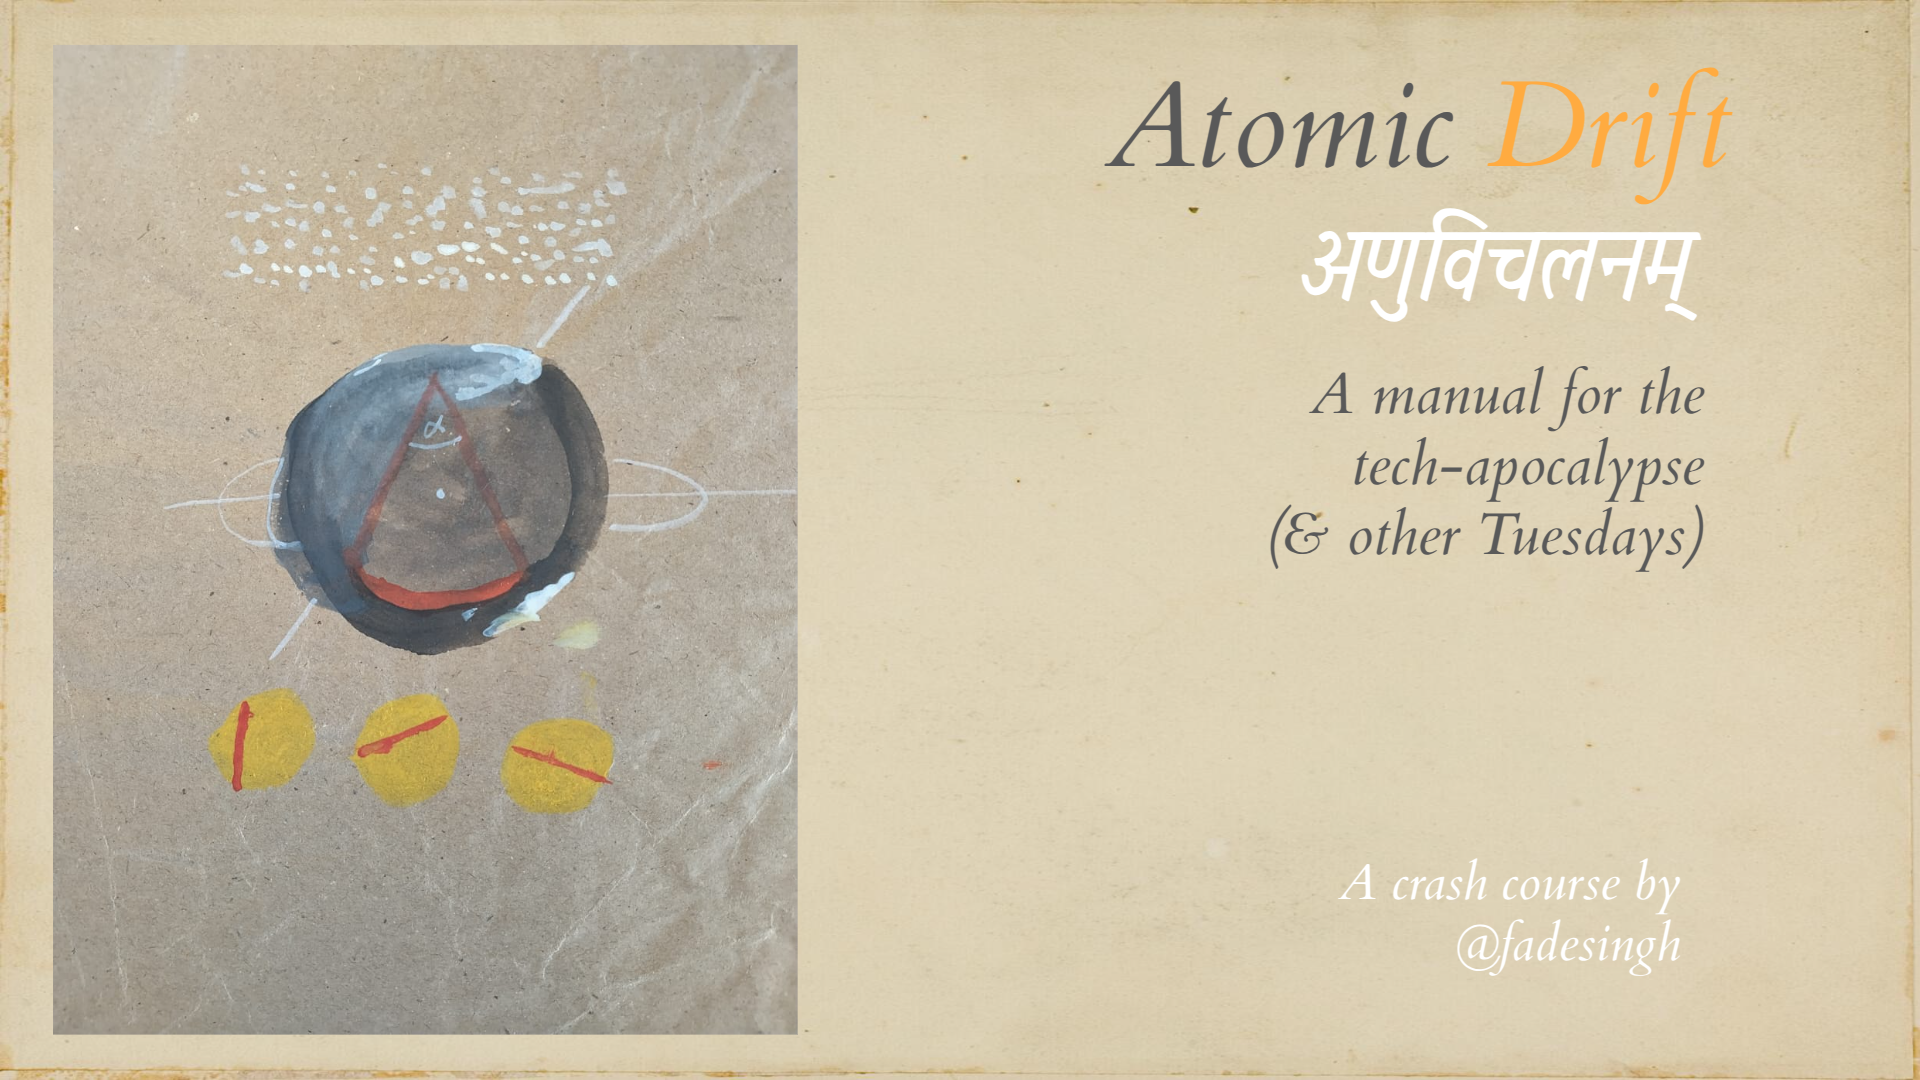 Atomic Drift
अणुविचलनम्
A manual for the
tech-apocalypse
(& other Tuesdays)
A crash course by
@fadesingh
α